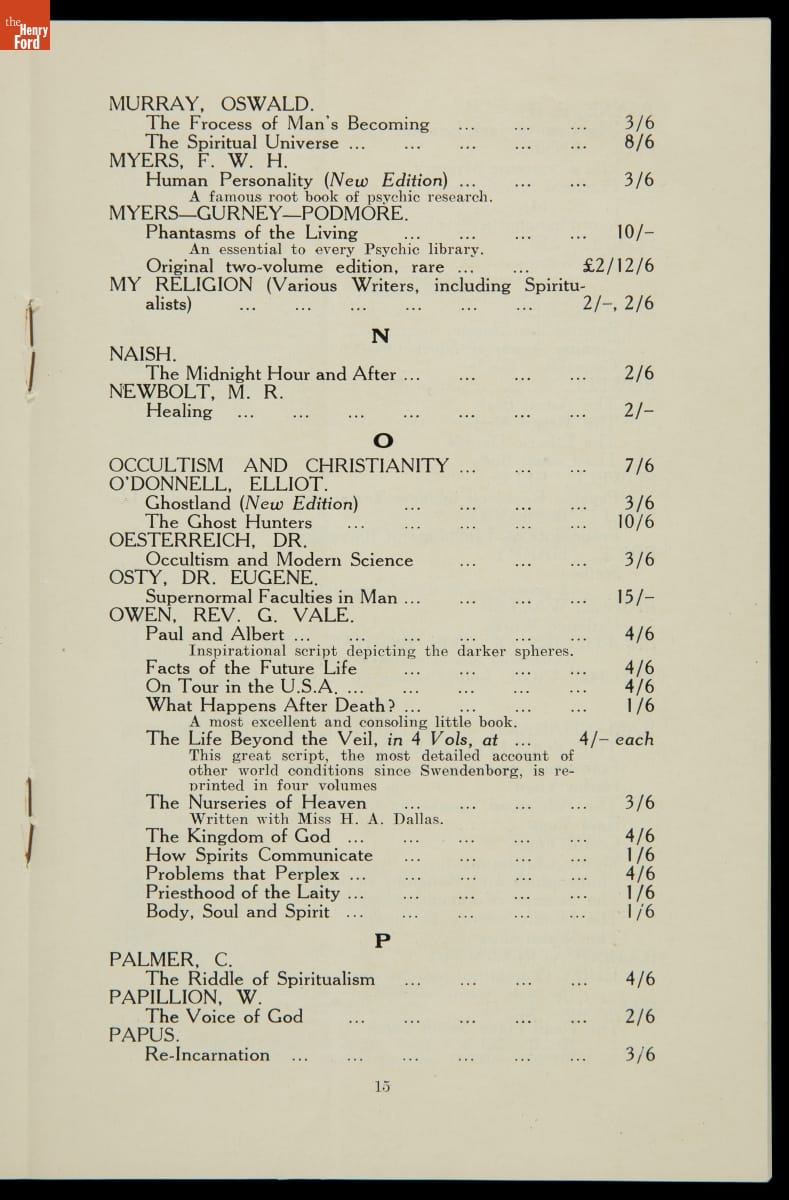 the
Henry
Ford
MURRAY, OSWALD.
The Frocess of Man's Becoming ... ... ... 3/6
The Spiritual Universe ... ... ... ... ... 8/6
MYERS, F. W. H.
Human Personality (New Edition) ... ... ... 3/6
A famous root book of psychic research.
MYERS—GURNEY—PODMORE.
Phantasms of the Living ... ... ... ... 10/-
An essential to every Psychic library.
Original two-volume edition, rare ... ... £2/12/6
MY RELIGION (Various Writers, including Spiritu-
alists) ... ... ... ... ... ... 2/-, 2/6
N
NAISH.
The Midnight Hour and After ... ... ... ... 2/6
NEWBOLT, M. R.
Healing ... ... ... ... ... ... ... 2/-
O
OCCULTISM AND CHRISTIANITY ... ... ... 7/6
O'DONNELL, ELLIOT.
Ghostland (New Edition) ... ... ... ... 3/6
The Ghost Hunters ... ... ... ... ... 10/6
OESTERREICH, DR.
Occultism and Modern Science ... ... ... 3/6
OSTY, DR. EUGENE.
Supernormal Faculties in Man ... ... ... ... 15/-
OWEN, REV. G. VALE.
Paul and Albert ... ... ... ... ... ... 4/6
Inspirational script depicting the darker spheres.
Facts of the Future Life ... ... ... ... 4/6
On Tour in the U.S.A. ... ... ... ... ... 4/6
What Happens After Death? ... ... ... ... 1/6
A most excellent and consoling little book.
The Life Beyond the Veil, in 4 Vols, at ... 4/- each
This great script, the most detailed account of
other world conditions since Swendenborg, is re-
printed in four volumes
The Nurseries of Heaven ... ... ... ... 3/6
Written with Miss H. A. Dallas.
The Kingdom of God ... ... ... ... ... 4/6
How Spirits Communicate ... ... ... ... 1/6
Problems that Perplex ... ... ... ... ... 4/6
Priesthood of the Laity ... ... ... ... ... 1/6
Body, Soul and Spirit ... ... ... ... ... 1/6
P
PALMER, C.
The Riddle of Spiritualism ... ... ... ... 4/6
PAPILLION, W.
The Voice of God ... ... ... ... ... 2/6
PAPUS.
Re-Incarnation ... ... ... ... ... ... 3/6
15